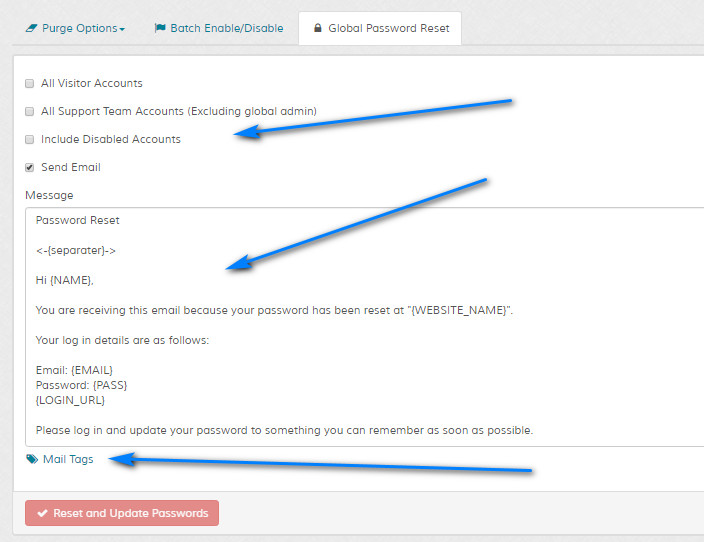 Purge Options
Batch Enable/Disable
Global Password Reset
All Visitor Accounts
All Support Team Accounts (Excluding global admin)
Include Disabled Accounts
Send Email
Message
Password Reset
<-{separater}->
Hi {NAME},
You are receiving this email because your password has been reset at "{WEBSITE_NAME}".
Your log in details are as follows:
Email: {EMAIL}
Password: {PASS}
{LOGIN_URL}
Please log in and update your password to something you can remember as soon as possible.
Mail Tags
Reset and Update Passwords